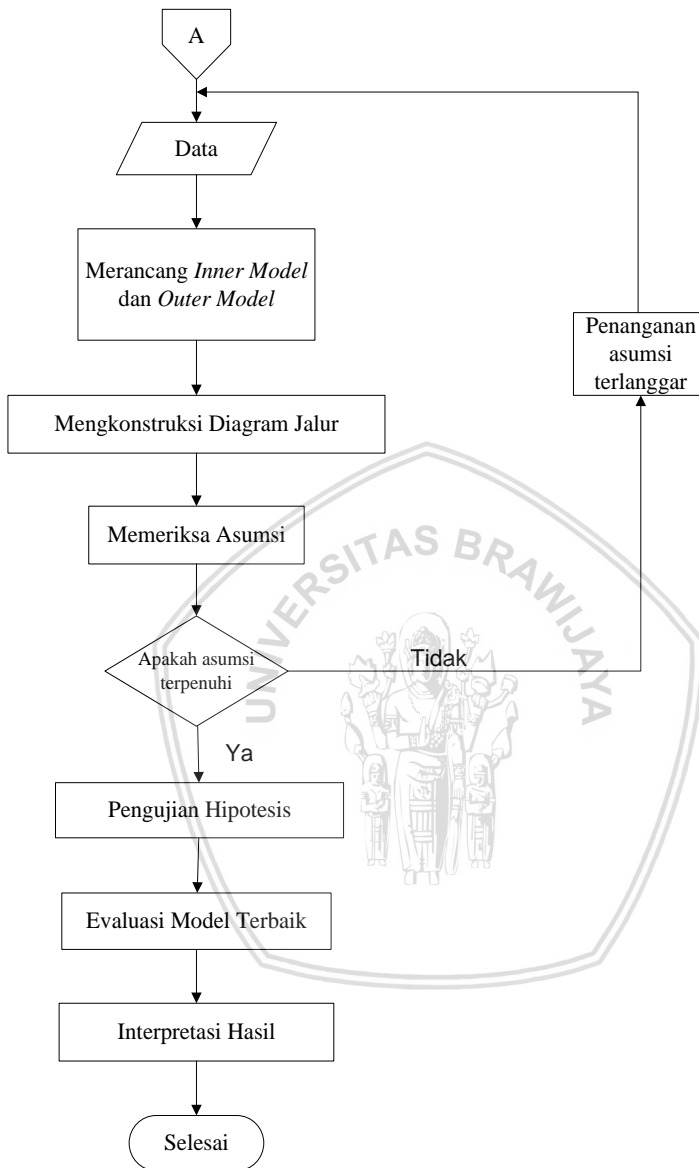 A
Data
Merancang Inner Model
dan Outer Model
Penanganan
asumsi
terlanggar
Mengkonstruksi Diagram Jalur
Memeriksa Asumsi
UNIVERSITAS BRAWIJAYA
Apakah asumsi
terpenuhi
Tidak
Ya
Pengujian Hipotesis
Evaluasi Model Terbaik
Interpretasi Hasil
Selesai